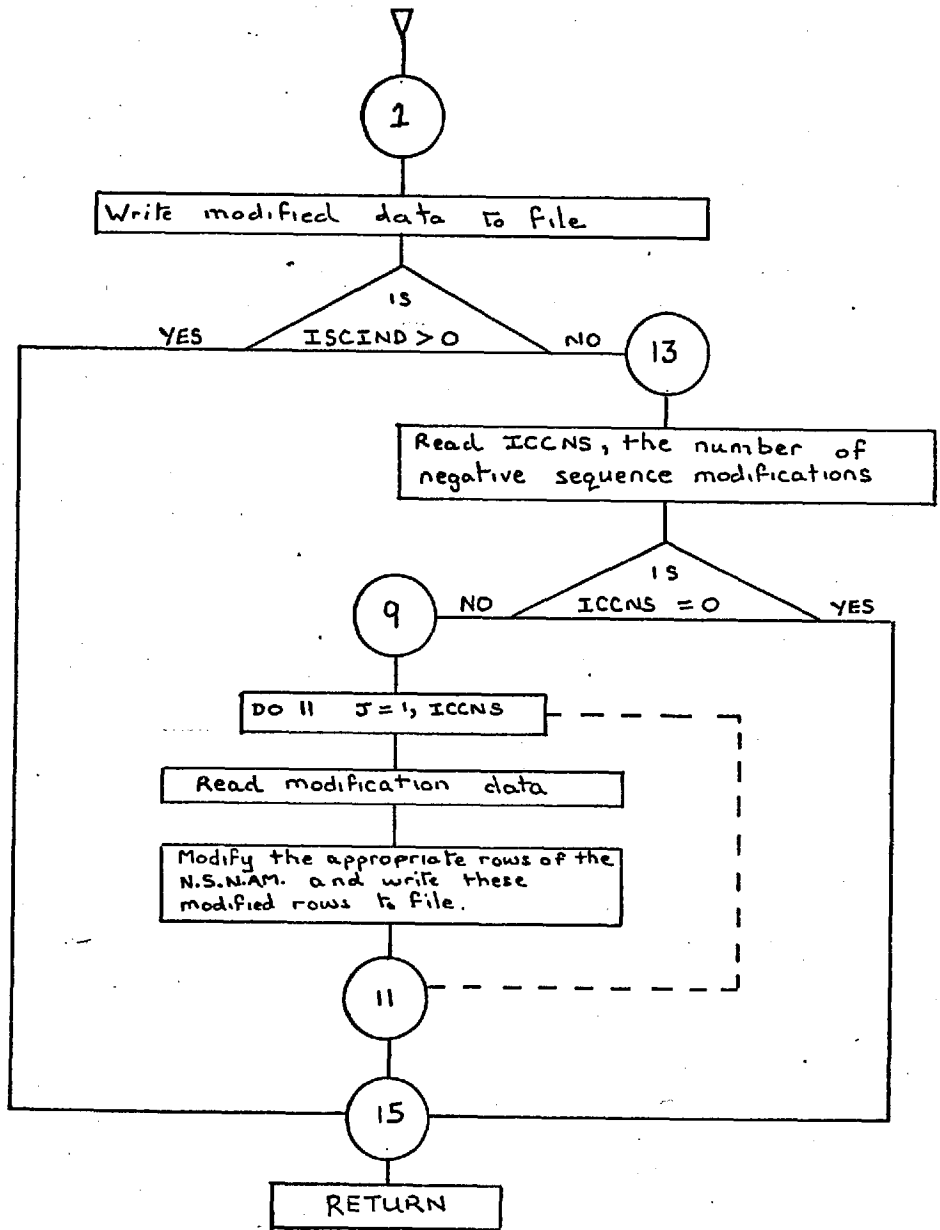 1
Write modified data to file
IS
YES ISCIND > 0 NO
13
Read ICCNS, the number of
negative sequence modifications
IS
9 NO ICCNS = 0 YES
DO 11 J = 1, ICCNS
Read modification data
Modify the appropriate rows of the
N.S.N.AM. and write these
modified rows to file.
11
15
RETURN